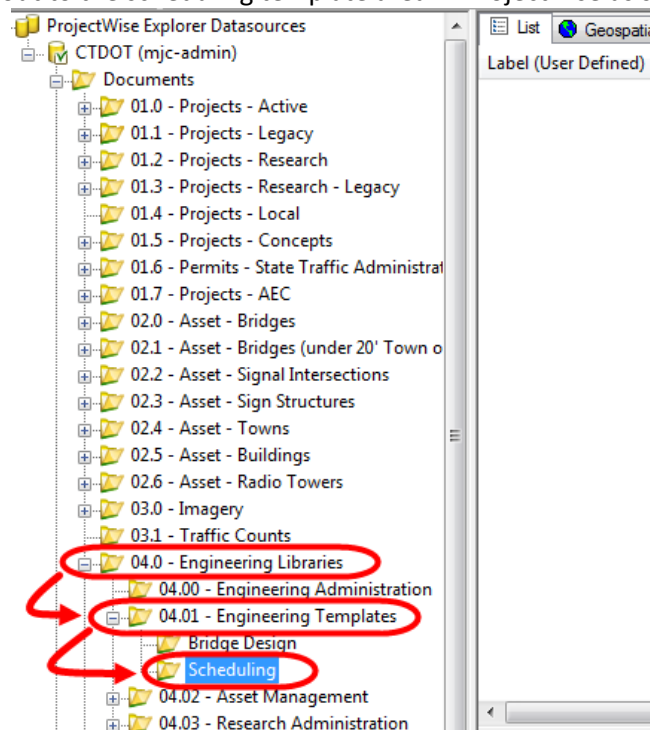 ProjectWise Explorer Datasources
CTDOT (mjc-admin)
Documents
01.0 - Projects - Active
01.1 - Projects - Legacy
01.2 - Projects - Research
01.3 - Projects - Research - Legacy
01.4 - Projects - Local
01.5 - Projects - Concepts
01.6 - Permits - State Traffic Administrat
01.7 - Projects - AEC
02.0 - Asset - Bridges
02.1 - Asset - Bridges (under 20' Town o
02.2 - Asset - Signal Intersections
02.3 - Asset - Sign Structures
02.4 - Asset - Towns
02.5 - Asset - Buildings
02.6 - Asset - Radio Towers
03.0 - Imagery
03.1 - Traffic Counts
04.0 - Engineering Libraries
04.00 - Engineering Administration
04.01 - Engineering Templates
Bridge Design
Scheduling
04.02 - Asset Management
04.03 - Research Administration
List Geospatia
Label (User Defined)